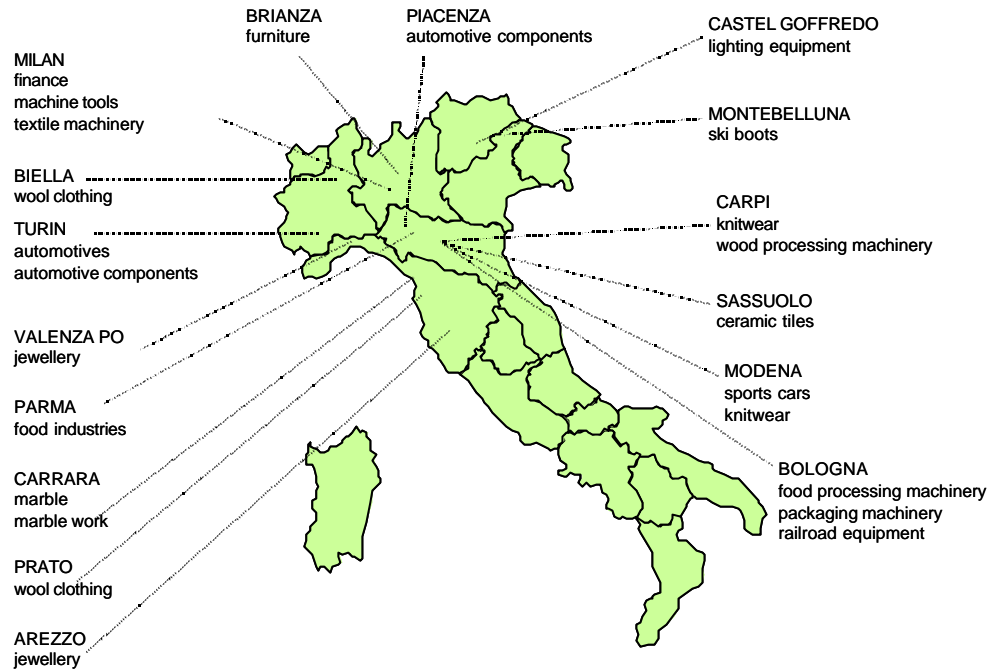 BRIANZA
furniture
PIACENZA
automotive components
CASTEL GOFFREDO
lighting equipment
MILAN
finance
machine tools
textile machinery
MONTEBELLUNA
ski boots
BIELLA
wool clothing
CARPI
knitwear
wood processing machinery
TURIN
automotives
automotive components
SASSUOLO
ceramic tiles
VALENZA PO
jewellery
MODENA
sports cars
knitwear
PARMA
food industries
BOLOGNA
food processing machinery
packaging machinery
railroad equipment
CARRARA
marble
marble work
PRATO
wool clothing
AREZZO
jewellery